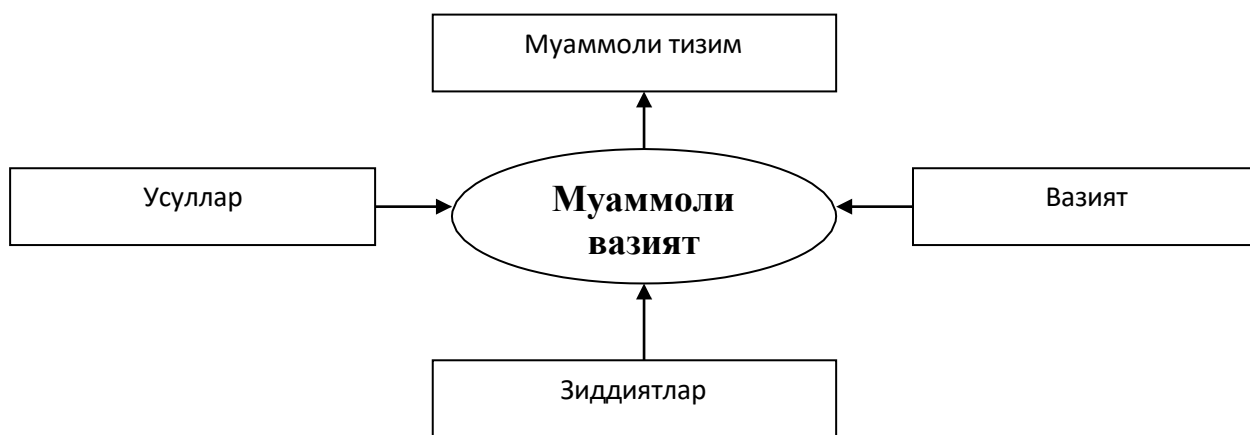 Муаммоли тизим
Усуллар
Муаммоли
вазият
Вазият
Зиддиятлар